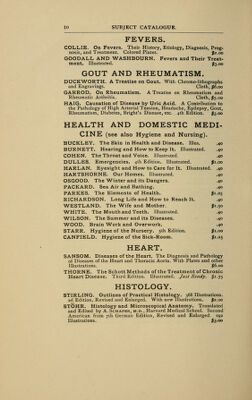 10 SUBJECT CATALOGUE.
FEVERS.
COLLIE. On Fevers. Their History, Etiology, Diagnosis, Prog-
nosis, and Treatment. Colored Plates. $2.00
GOODALL AND WASHBOURN. Fevers and Their Treat-
ment. Illustrated. $3.00
GOUT AND RHEUMATISM.
DUCKWORTH. A Treatise on Gout. With Chromo-lithographs
and Engravings. Cloth, $6.00
GARROD. On Rheumatism. A Treatise on Rheumatism and
Rheumatic Arthritis. Cloth, $5.00
HAIG. Causation of Disease by Uric Acid. A Contribution to
the Pathology of High Arterial Tension, Headache, Epilepsy, Gout,
Rheumatism, Diabetes, Bright's Disease, etc. 4th Edition. $3.00
HEALTH AND DOMESTIC MEDI-
CINE (see also Hygiene and Nursing).
BUCKLEY. The Skin in Health and Disease. Illus. .40
BURNETT. Hearing and How to Keep It. Illustrated. .40
COHEN. The Throat and Voice. Illustrated. .40
DULLES. Emergencies. 4th Edition. Illustrated. $1.00
HARLAN. Eyesight and How to Care for It. Illustrated. .40
HARTSHORNE. Our Homes. Illustrated. .40
OSGOOD. The Winter and its Dangers. .40
PACKARD. Sea Air and Bathing. .40
PARKES. The Elements of Health. $1.25
RICHARDSON. Long Life and How to Reach It. .40
WESTLAND. The Wife and Mother. $1.50
WHITE. The Mouth and Teeth. Illustrated. .40
WILSON. The Summer and its Diseases. .40
WOOD. Brain Work and Overwork. .40
STARR. Hygiene of the Nursery. 5th Edition. $1.00
CANFIELD. Hygiene of the Sick-Room. $1.25
HEART.
SANSOM. Diseases of the Heart. The Diagnosis and Pathology
of Diseases of the Heart and Thoracic Aorta. With Plates and other
Illustrations. $6.00
THORNE. The Schott Methods of the Treatment of Chronic
Heart Disease. Third Edition. Illustrated. Just Ready. $1.75
HISTOLOGY.
STIRLING. Outlines of Practical Histology. 368 Illustrations.
2d Edition, Revised and Enlarged. With new Illustrations. $2.00
STÖHR. Histology and Microscopical Anatomy. Translated
and Edited by A. SCHAPER, M.D., Harvard Medical School. Second
American from 7th German Edition, Revised and Enlarged
Illustrations. $3.00